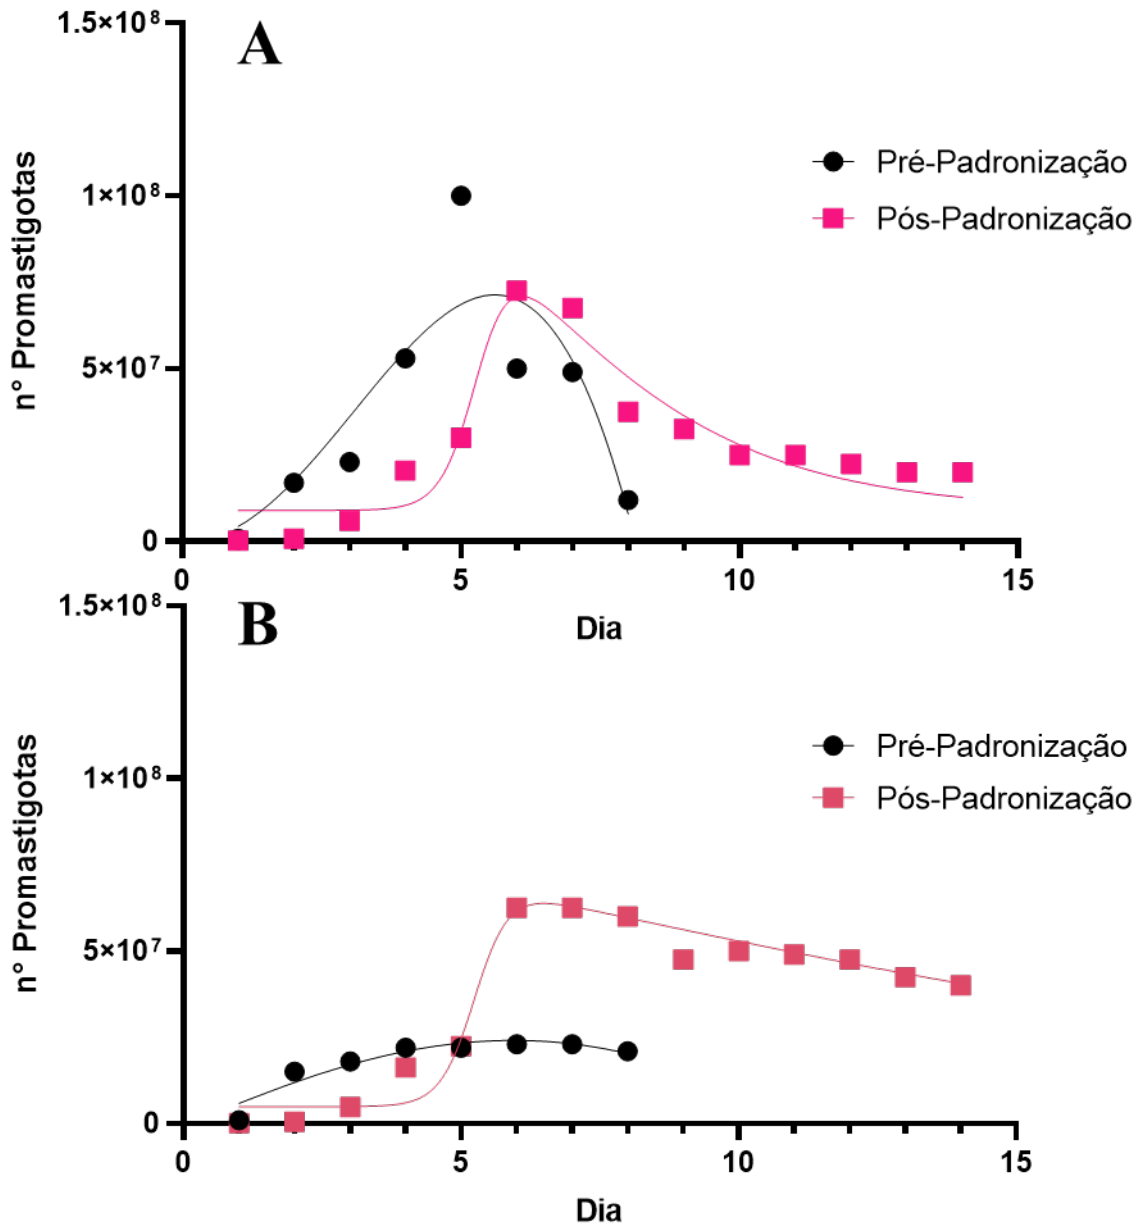 A
1.5×10⁸
1×10⁸
5×10⁷
0
n° Promastigotas
Pré-Padronização
Pós-Padronização
0 5 10 15
Dia
B
1.5×10⁸
1×10⁸
5×10⁷
0
n° Promastigotas
Pré-Padronização
Pós-Padronização
0 5 10 15
Dia